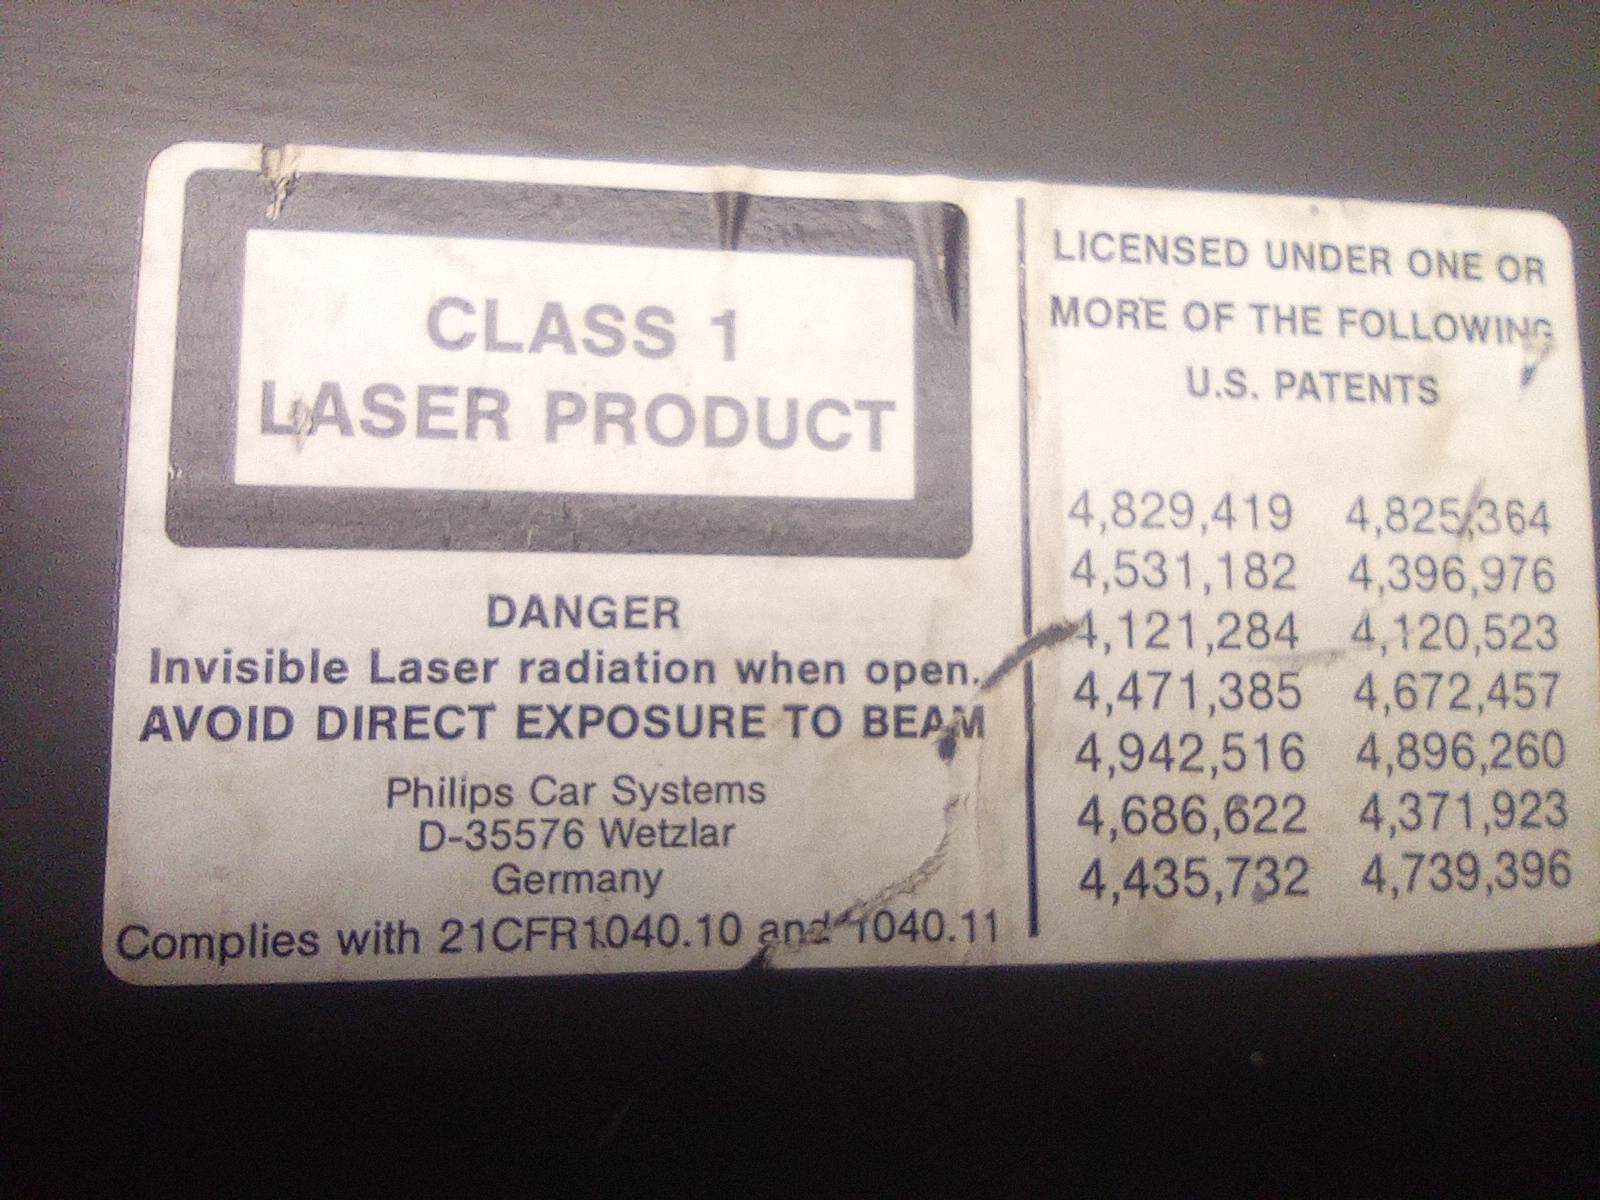 CLASS 1
LASER PRODUCT
DANGER
Invisible Laser radiation when open.
AVOID DIRECT EXPOSURE TO BEAM
Philips Car Systems
D-35576 Wetzlar
Germany
Complies with 21CFR1040.10 and 1040.11
LICENSED UNDER ONE OR
MORE OF THE FOLLOWING
U.S. PATENTS
4,829,419 4,825,364
4,531,182 4,396,976
4,121,284 4,120,523
4,471,385 4,672,457
4,942,516 4,896,260
4,686,622 4,371,923
4,435,732 4,739,396